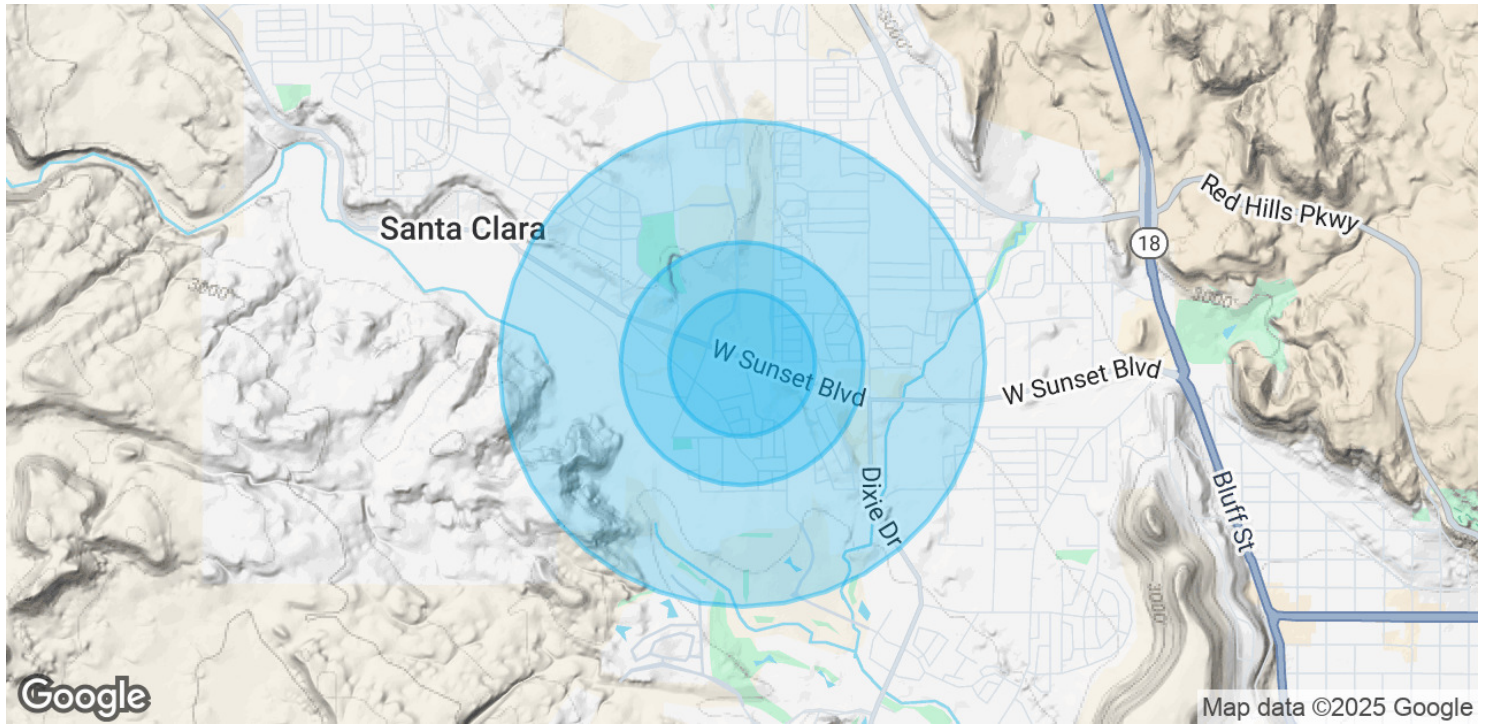 3000'
Red Hills Pkwy
Santa Clara
18
3000'
3000'
W Sunset Blvd
W Sunset Blvd
Dixie Dr
Bluff St
3000'
Google
Map data ©2025 Google